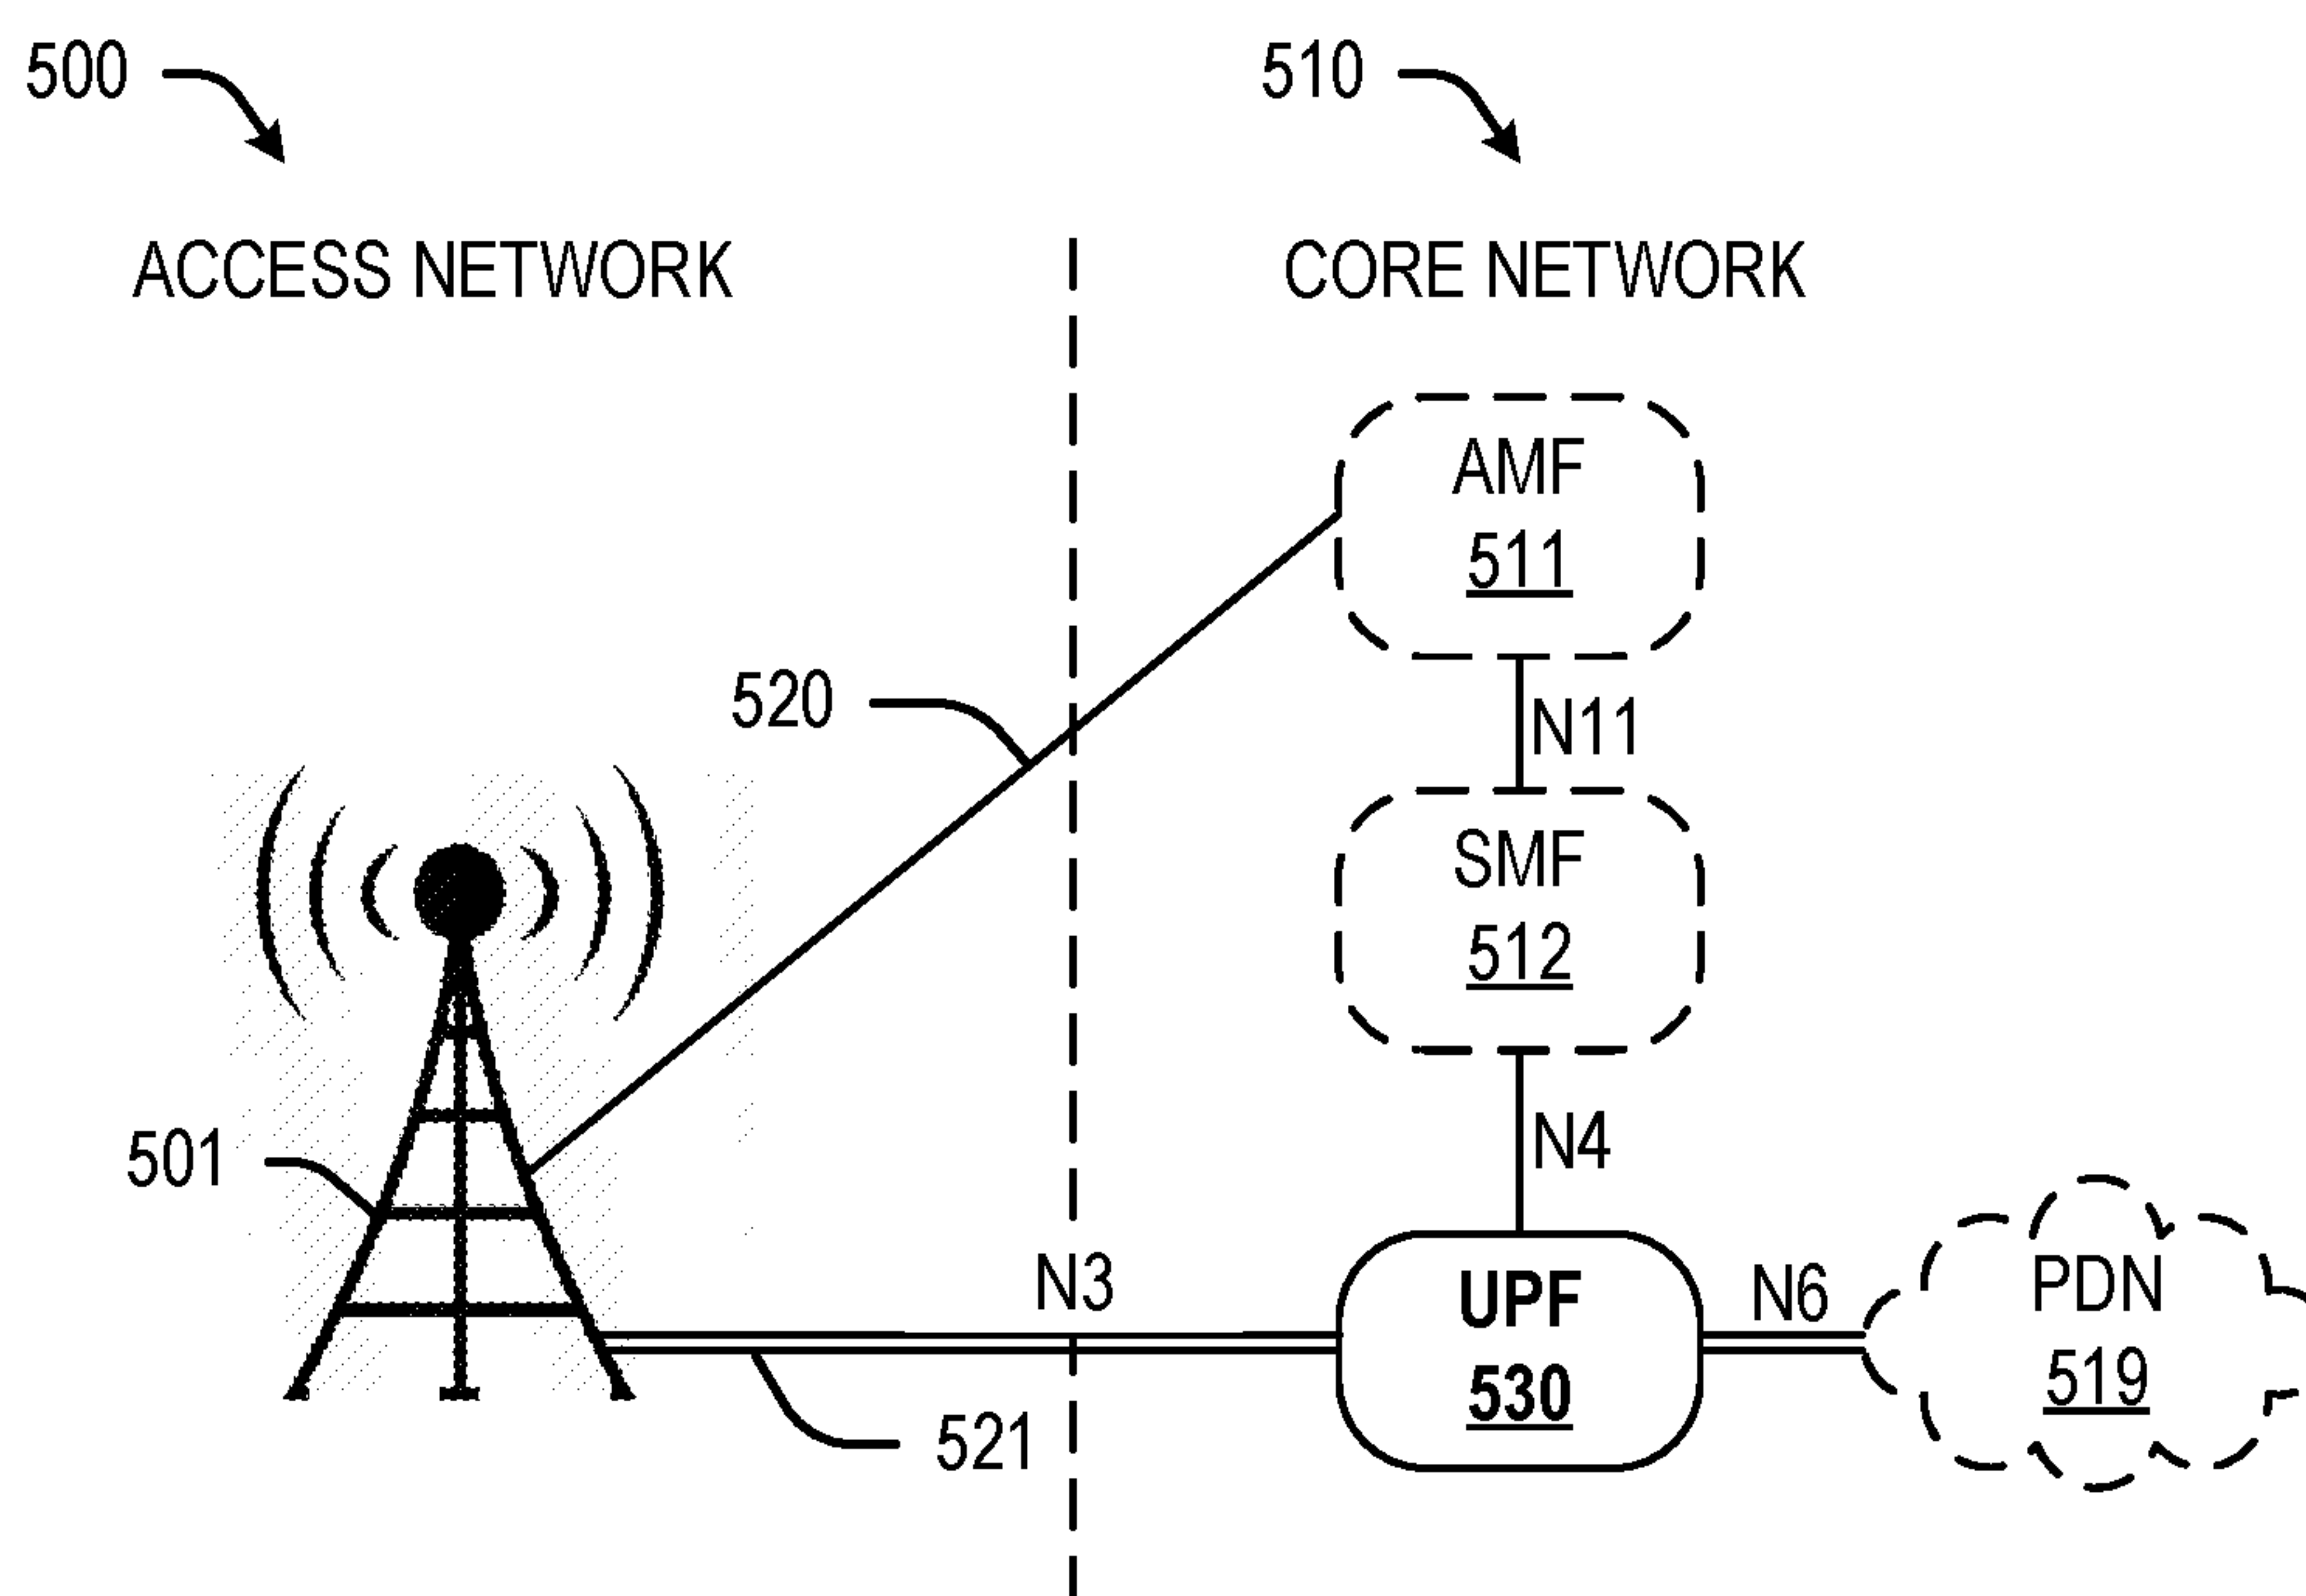 500
510
ACCESS NETWORK
CORE NETWORK
AMF
511
520
N11
SMF
512
501
N4
N3
UPF
530
N6
PDN
519
521